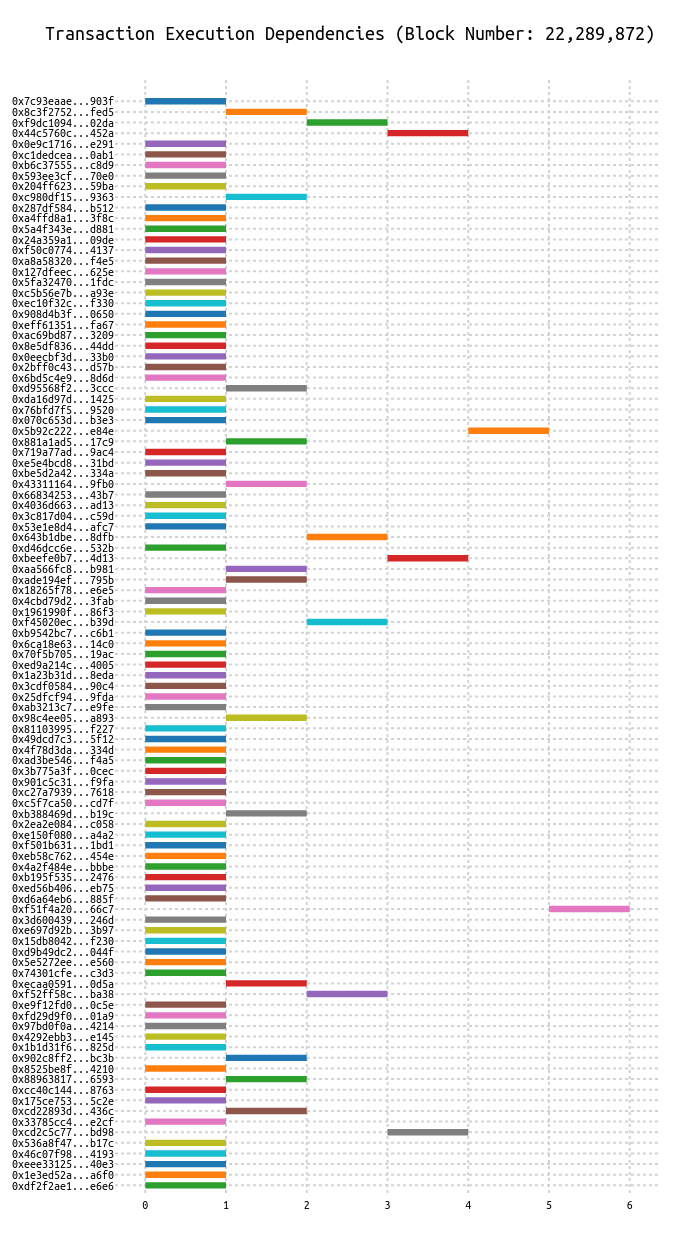 Transaction Execution Dependencies (Block Number: 22,289,872)
0x7c93eaae...903f
0x8c3f2752...fed5
0xf9dc1094...02da
0x44c5760c...452a
0x0e9c1716...e291
0xc1dedcea...0ab1
0xb6c37555...c8d9
0x593ee3cf...70e0
0x204ff623...59ba
0xc980df15...9363
0x287df584...b512
0xa4ffd8a1...3f8c
0x5a4f343e...d881
0x24a359a1...09de
0xf50c0774...4137
0xa8a58320...f4e5
0x127dfeec...625e
0x5fa32470...1fdc
0xc5b56e7b...a93e
0xec10f32c...f330
0x908d4b3f...0650
0xeff61351...fa67
0xac69bd87...3209
0x8e5df836...44dd
0x0eecbf3d...33b0
0x2bff0c43...d57b
0x6bd5c4e9...8d6d
0xd95568f2...3ccc
0xda16d97d...1425
0x76bfd7f5...9520
0x070c653d...b3e3
0x5b92c222...e84e
0x881a1ad5...17c9
0x719a77ad...9ac4
0xe5e4bcd8...31bd
0xbe5d2a42...334a
0x43311164...9fb0
0x66834253...43b7
0x4036d663...ad13
0x3c817d04...c59d
0x53e1e8d4...afc7
0x643b1dbe...8dfb
0xd46dcc6e...532b
0xbeefe0b7...4d13
0xaa566fc8...b981
0xade194ef...795b
0x18265f78...e6e5
0x4cbd79d2...3fab
0x1961990f...86f3
0xf45020ec...b39d
0xb9542bc7...c6b1
0x6ca18e63...14c0
0x70f5b705...19ac
0xed9a214c...4005
0x1a23b31d...8eda
0x3cdf0584...90c4
0x25dfcf94...9fda
0xab3213c7...e9fe
0x98c4ee05...a893
0x81103995...f227
0x49dcd7c3...5f12
0x4f78d3da...334d
0xad3be546...f4a5
0x3b775a3f...0cec
0x901c5c31...f9fa
0xc27a7939...7618
0xc5f7ca50...cd7f
0xb388469d...b19c
0x2ea2e084...c058
0xe150f080...a4a2
0xf501b631...1bd1
0xeb58c762...454e
0x4a2f484e...bbbe
0xb195f535...2476
0xed56b406...eb75
0xd6a64eb6...885f
0xf51f4a20...66c7
0x3d600439...246d
0xe697d92b...3b97
0x15db8042...f230
0xd9b49dc2...044f
0x5e5272ee...e560
0x74301cfe...c3d3
0xecaa0591...0d5a
0xf52ff58c...ba38
0xe9f12fd0...0c5e
0xfd29d9f0...01a9
0x97bd0f0a...4214
0x4292ebb3...e145
0x1b1d31f6...825d
0x902c8ff2...bc3b
0x8525be8f...4210
0x88963817...6593
0xcc40c144...8763
0x175ce753...5c2e
0xcd22893d...436c
0x33785cc4...e2cf
0xcd2c5c77...bd98
0x536a8f47...b17c
0x46c07f98...4193
0xeee33125...40e3
0x1e3ed52a...a6f0
0xdf2f2ae1...e6e6
0 1 2 3 4 5 6